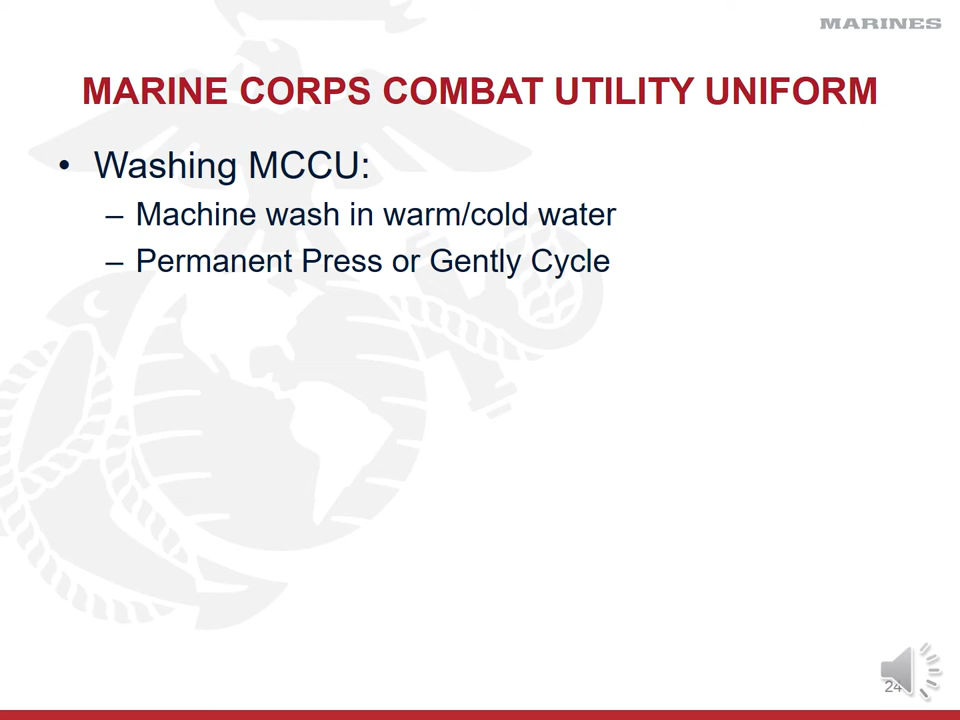 MARINES
MARINE CORPS COMBAT UTILITY UNIFORM
• Washing MCCU:
– Machine wash in warm/cold water
– Permanent Press or Gently Cycle
24